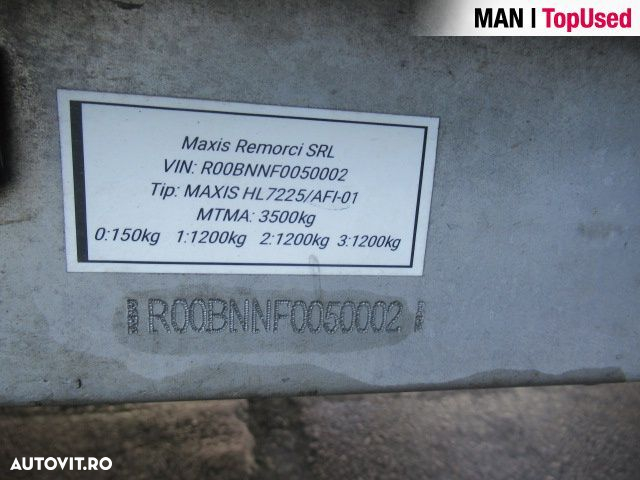 MAN | TopUsed
Maxis Remorci SRL
VIN: R00BNNF0050002
Tip: MAXIS HL7225/AFI-01
MTMA: 3500kg
0:150kg 1:1200kg 2:1200kg 3:1200kg
R00BNNF0050002
AUTOVIT.RO